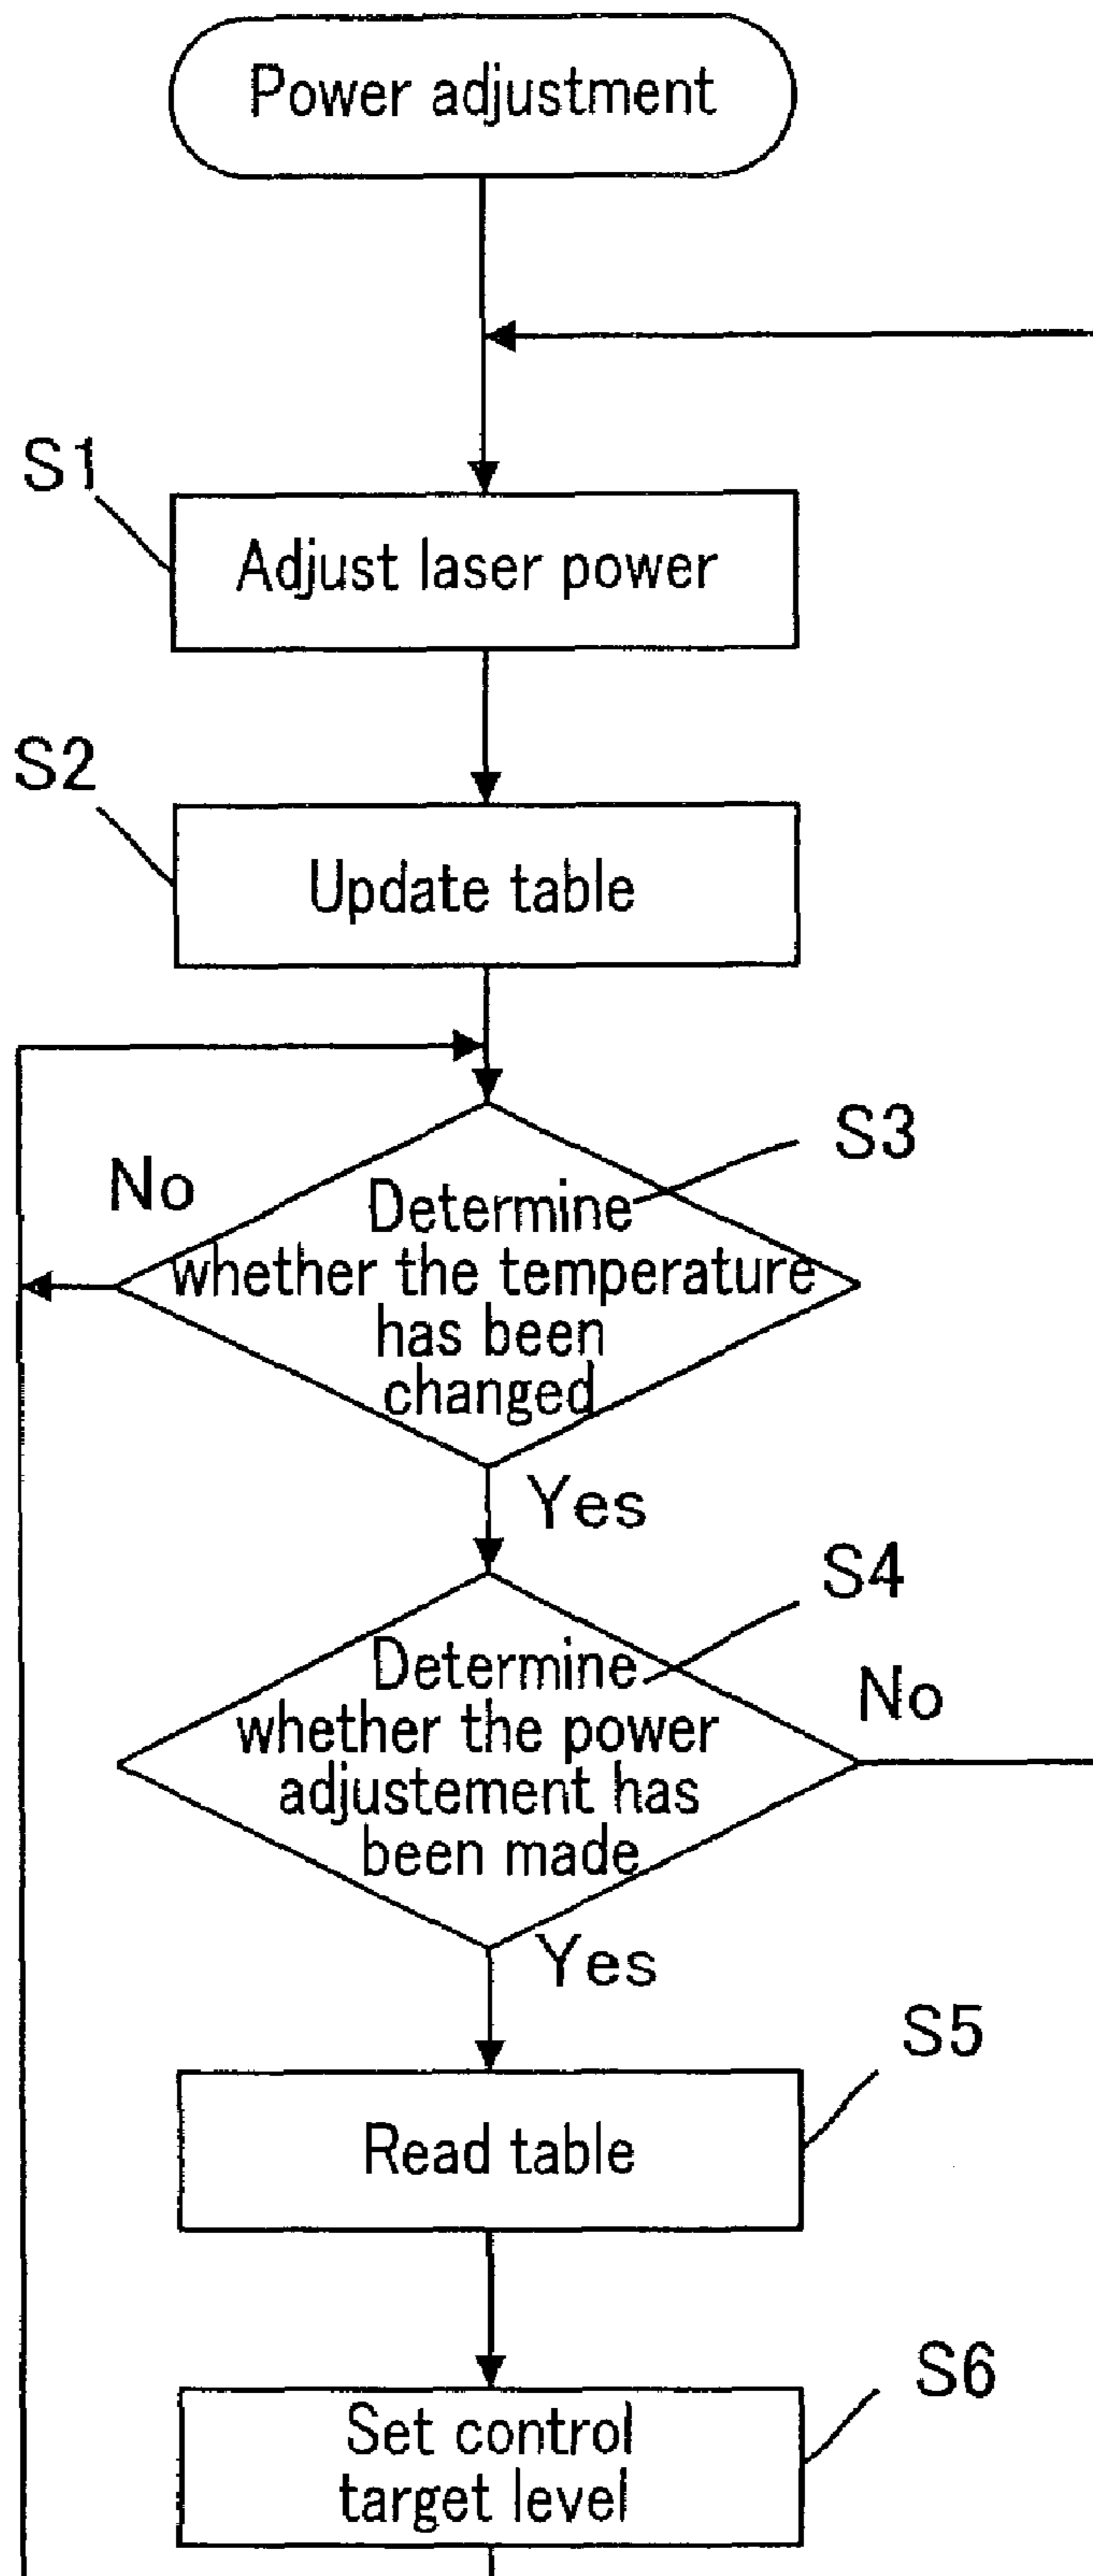 Power adjustment
S1
Adjust laser power
S2
Update table
S3
No
Determine
whether the temperature
has been
changed
Yes
S4
Determine
No
whether the power
adjustement has
been made
Yes
S5
Read table
S6
Set control
target level